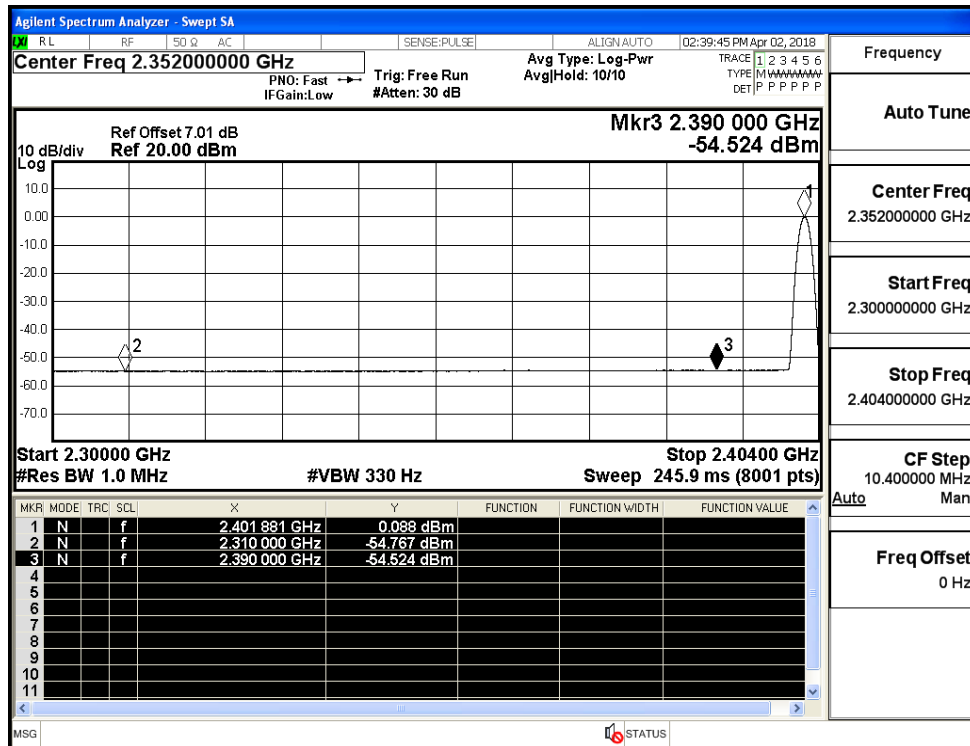 Agilent Spectrum Analyzer - Swept SA
LXI RL RF 50 Ω AC SENSE:PULSE ALIGN AUTO 02:39:45 PM Apr 02, 2018
Center Freq 2.352000000 GHz
PNO: Fast
IFGain:Low
Trig: Free Run
#Atten: 30 dB
Avg Type: Log-Pwr
Avg|Hold: 10/10
TRACE 1 2 3 4 5 6
TYPE M W W W W W
DET P P P P P P
Ref Offset 7.01 dB
10 dB/div Ref 20.00 dBm
Log
Mkr3 2.390 000 GHz
-54.524 dBm
10.0
0.00
-10.0
-20.0
-30.0
-40.0
-50.0
-60.0
-70.0
1
2
3
Start 2.30000 GHz Stop 2.40400 GHz
#Res BW 1.0 MHz #VBW 330 Hz Sweep 245.9 ms (8001 pts)
MKR MODE TRC SCL X Y FUNCTION FUNCTION WIDTH FUNCTION VALUE
1 N f 2.401 881 GHz 0.088 dBm
2 N f 2.310 000 GHz -54.767 dBm
3 N f 2.390 000 GHz -54.524 dBm
4
5
6
7
8
9
10
11
MSG STATUS
Frequency
Auto Tune
Center Freq
2.352000000 GHz
Start Freq
2.300000000 GHz
Stop Freq
2.404000000 GHz
CF Step
10.400000 MHz
Auto Man
Freq Offset
0 Hz